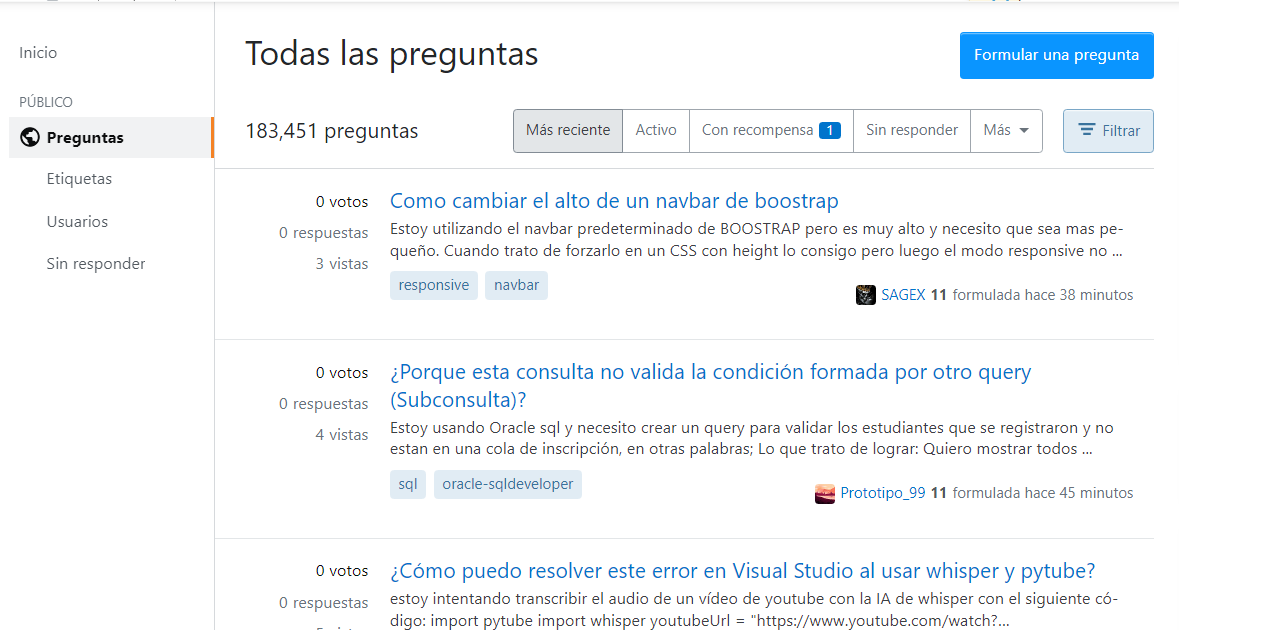 Inicio
PÚBLICO
Preguntas
Etiquetas
Usuarios
Sin responder
Todas las preguntas
Formular una pregunta
183,451 preguntas
Más reciente
Activo
Con recompensa 1
Sin responder
Más
Filtrar
0 votos
0 respuestas
3 vistas
Como cambiar el alto de un navbar de boostrap
Estoy utilizando el navbar predeterminado de BOOSTRAP pero es muy alto y necesito que sea mas pe-
queño. Cuando trato de forzarlo en un CSS con height lo consigo pero luego el modo responsive no ...
responsive navbar
SAGEX 11 formulada hace 38 minutos
0 votos
0 respuestas
4 vistas
¿Porque esta consulta no valida la condición formada por otro query
(Subconsulta)?
Estoy usando Oracle sql y necesito crear un query para validar los estudiantes que se registraron y no
estan en una cola de inscripción, en otras palabras; Lo que trato de lograr: Quiero mostrar todos ...
sql oracle-sqldeveloper
Prototipo_99 11 formulada hace 45 minutos
0 votos
0 respuestas
¿Cómo puedo resolver este error en Visual Studio al usar whisper y pytube?
estoy intentando transcribir el audio de un vídeo de youtube con la IA de whisper con el siguiente có-
digo: import pytube import whisper youtubeUrl = "https://www.youtube.com/watch?...